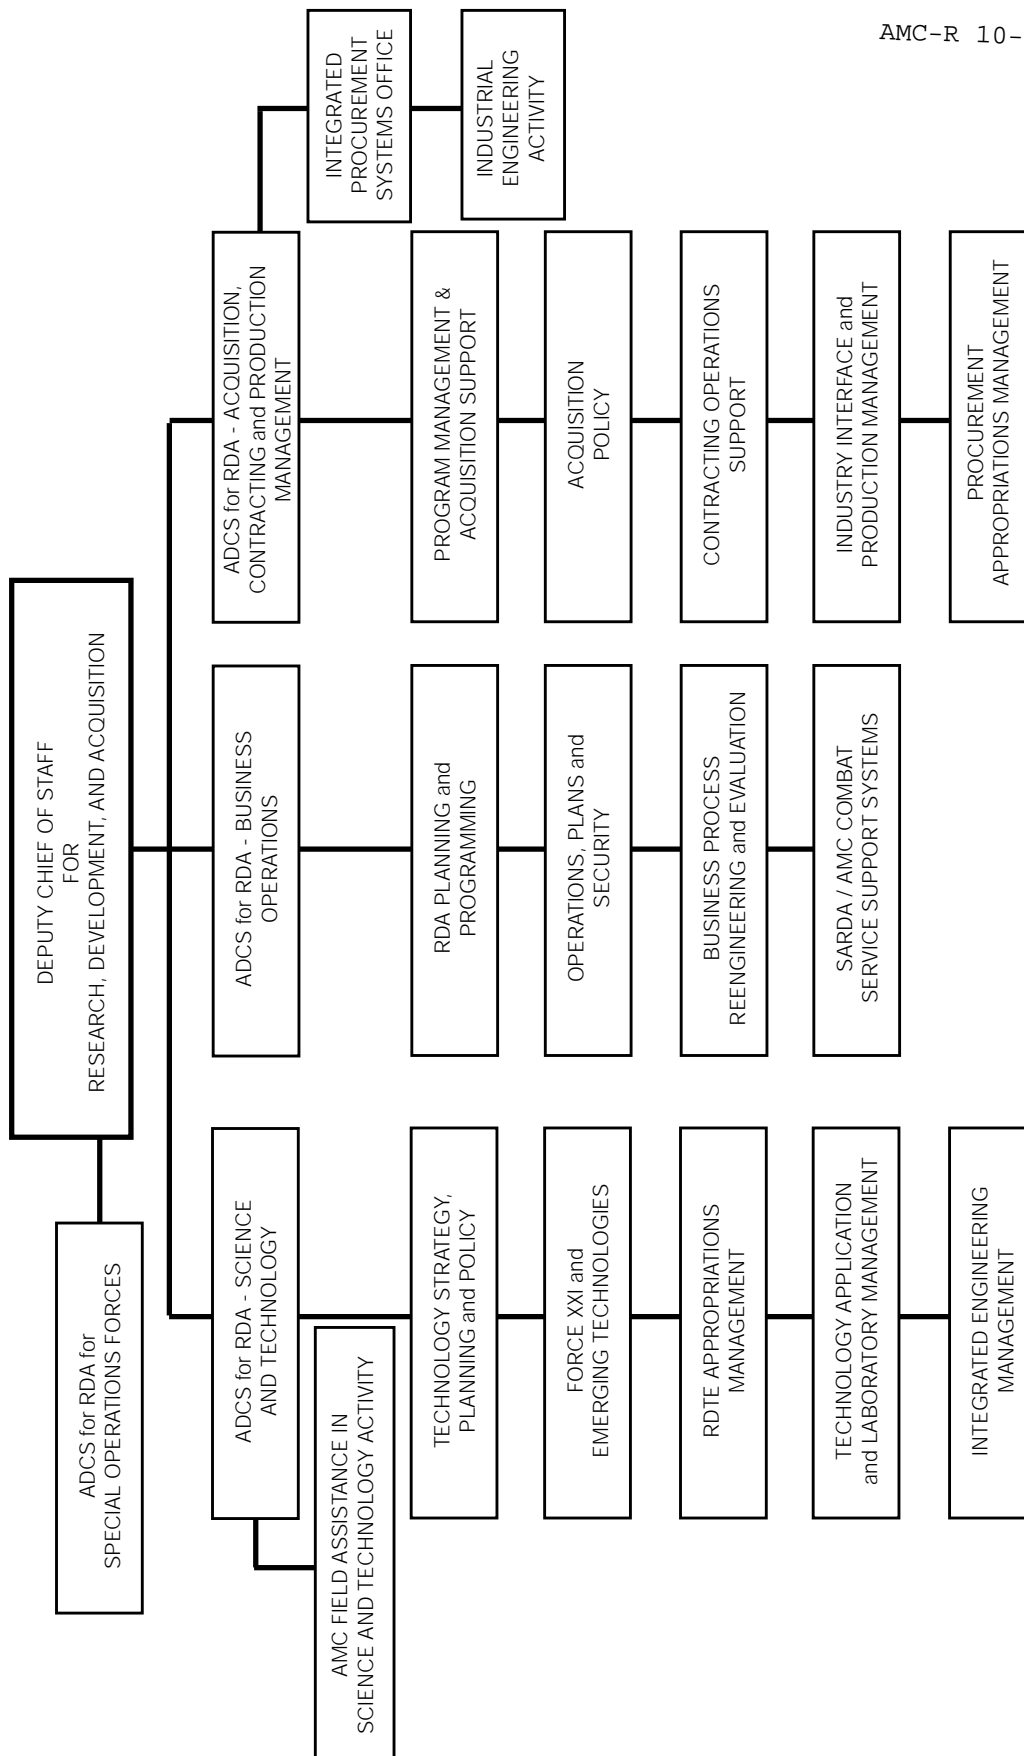 AMC-R 10-
DEPUTY CHIEF OF STAFF
FOR
RESEARCH, DEVELOPMENT, AND ACQUISITION
ADCS for RDA for
SPECIAL OPERATIONS FORCES
ADCS for RDA - SCIENCE
AND TECHNOLOGY
AMC FIELD ASSISTANCE IN
SCIENCE AND TECHNOLOGY ACTIVITY
TECHNOLOGY STRATEGY,
PLANNING and POLICY
FORCE XXI and
EMERGING TECHNOLOGIES
RDTE APPROPRIATIONS
MANAGEMENT
TECHNOLOGY APPLICATION
and LABORATORY MANAGEMENT
INTEGRATED ENGINEERING
MANAGEMENT
ADCS for RDA - BUSINESS
OPERATIONS
RDA PLANNING and
PROGRAMMING
OPERATIONS, PLANS and
SECURITY
BUSINESS PROCESS
REENGINEERING and EVALUATION
SARDA / AMC COMBAT
SERVICE SUPPORT SYSTEMS
ADCS for RDA - ACQUISITION,
CONTRACTING and PRODUCTION
MANAGEMENT
INTEGRATED
PROCUREMENT
SYSTEMS OFFICE
INDUSTRIAL
ENGINEERING
ACTIVITY
PROGRAM MANAGEMENT &
ACQUISITION SUPPORT
ACQUISITION
POLICY
CONTRACTING OPERATIONS
SUPPORT
INDUSTRY INTERFACE and
PRODUCTION MANAGEMENT
PROCUREMENT
APPROPRIATIONS MANAGEMENT